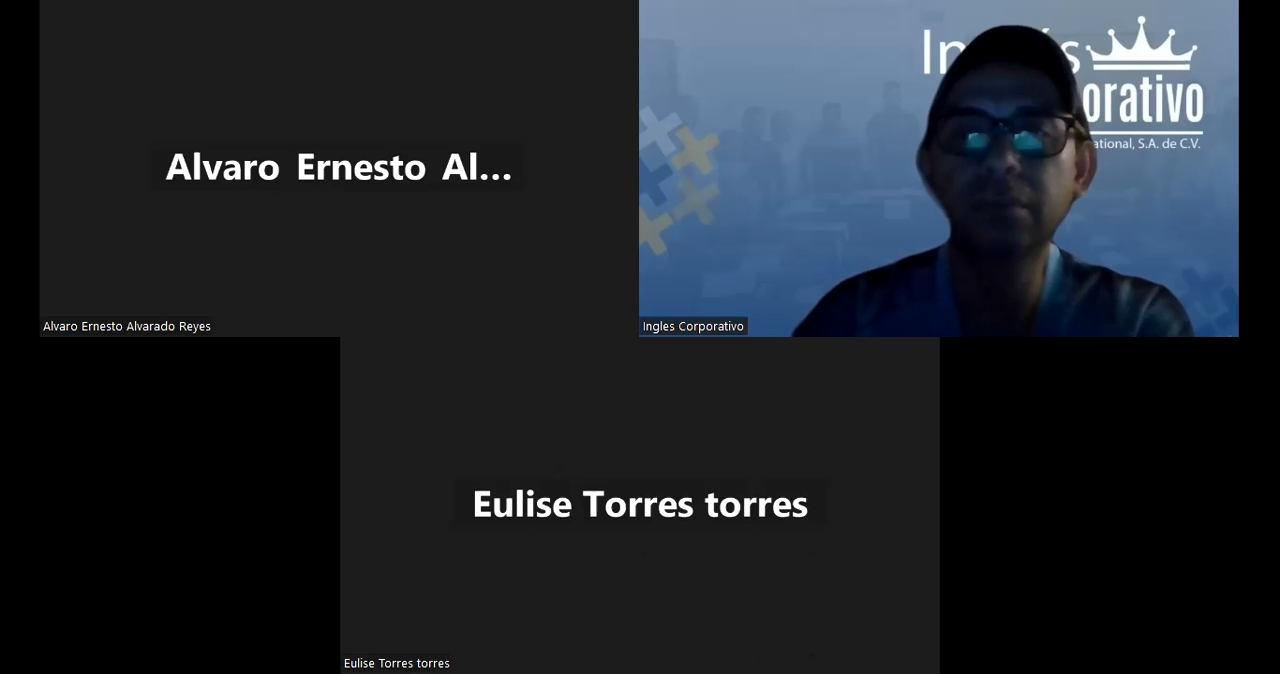 Alvaro Ernesto Al...
Alvaro Ernesto Alvarado Reyes
orativo
ational, S.A. de C.V.
Ingles Corporativo
Eulise Torres torres
Eulise Torres torres